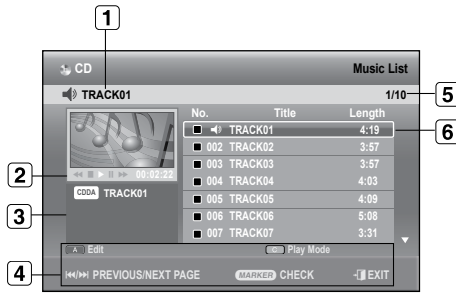 1
CD Music List
TRACK01 1/10
5
No. Title Length
TRACK01 4:19
6
002 TRACK02 3:57
003 TRACK03 3:57
2
00:02:22
004 TRACK04 4:03
CDDA TRACK01
005 TRACK05 4:09
3
006 TRACK06 5:08
007 TRACK07 3:31
A Edit C Play Mode
4
PREVIOUS/NEXT PAGE MARKER CHECK EXIT